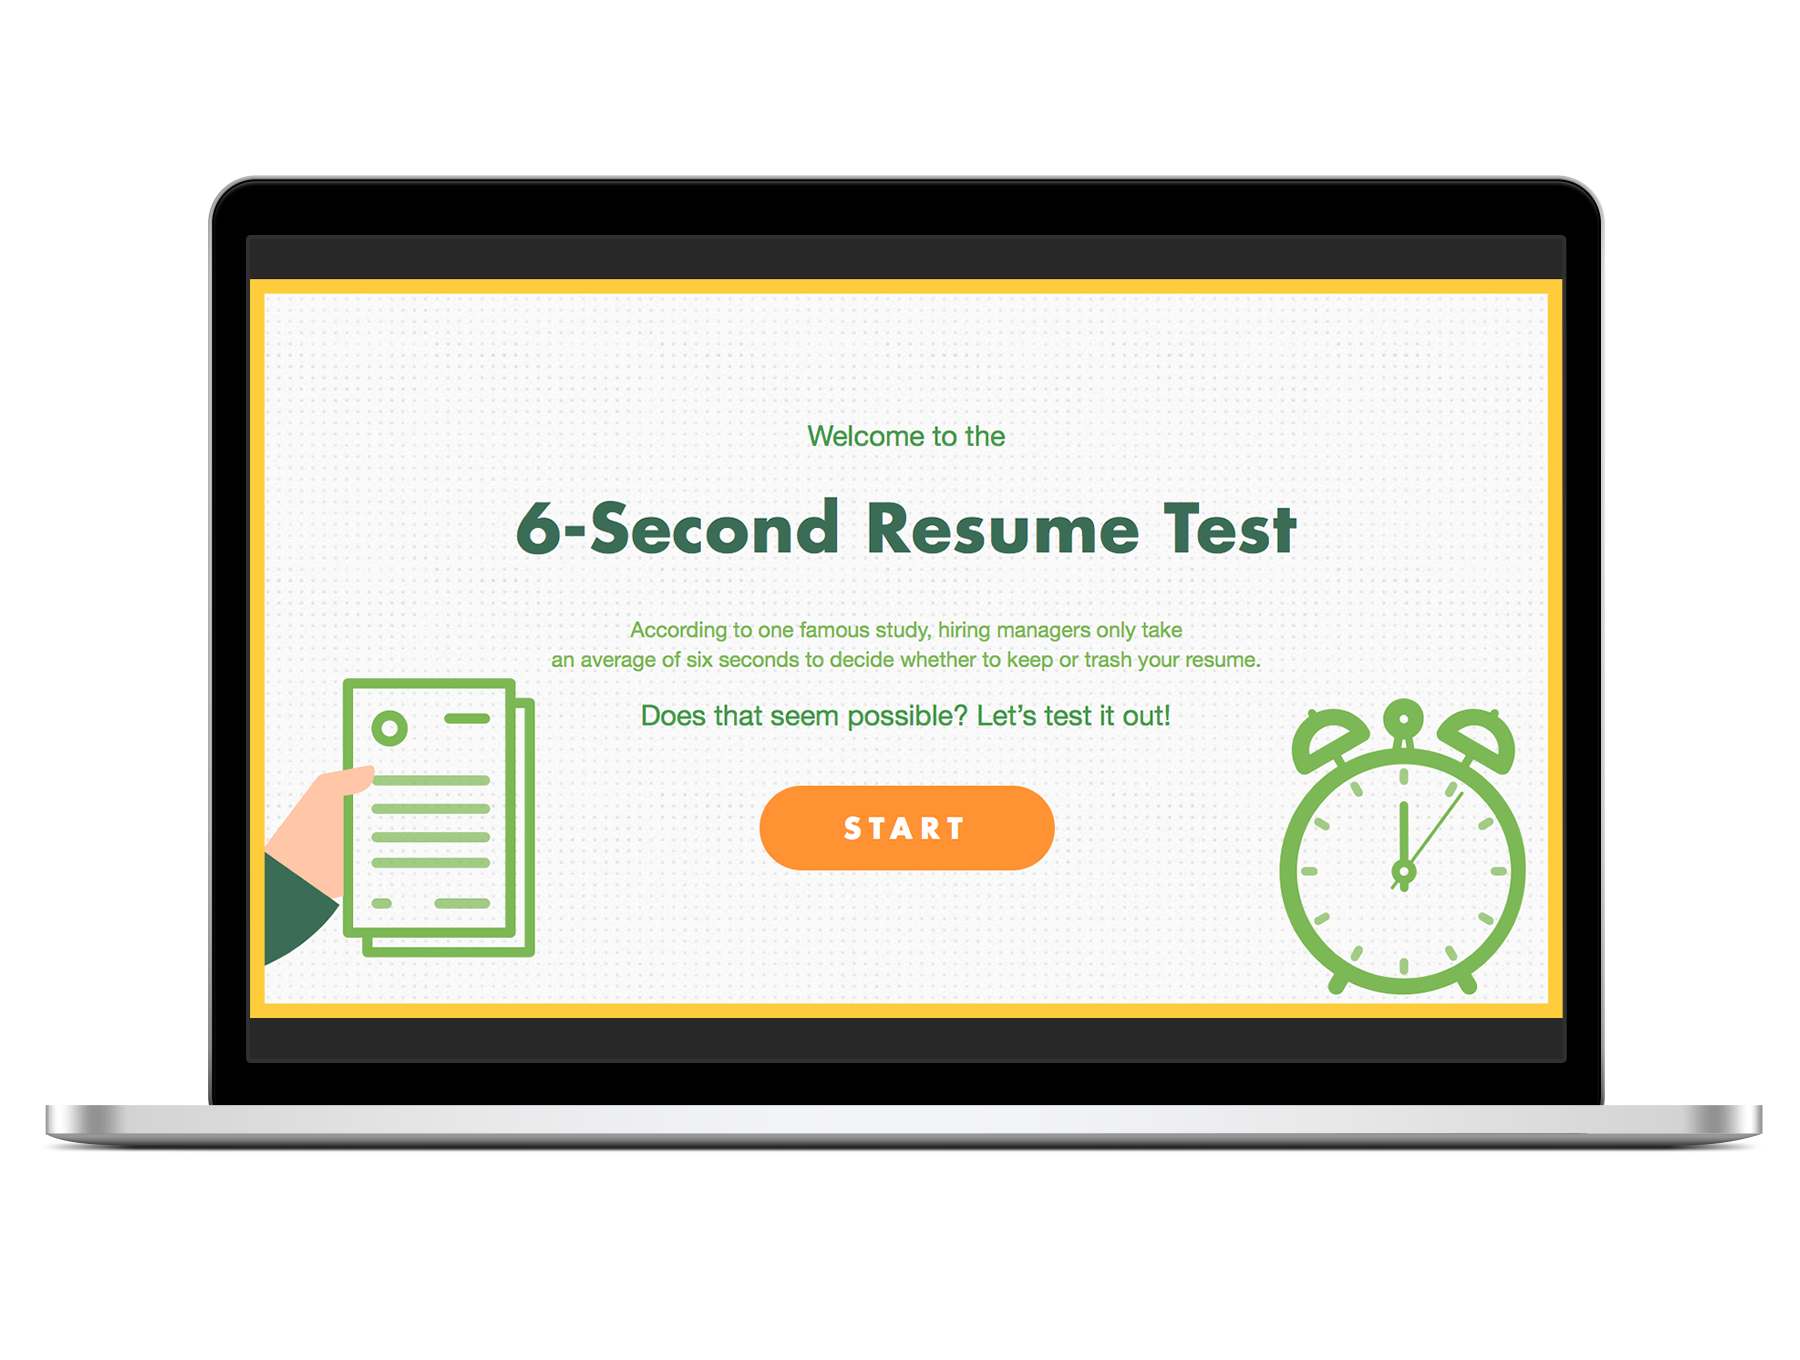 Welcome to the
6-Second Resume Test
According to one famous study, hiring managers only take
an average of six seconds to decide whether to keep or trash your resume.
Does that seem possible? Let’s test it out!
START